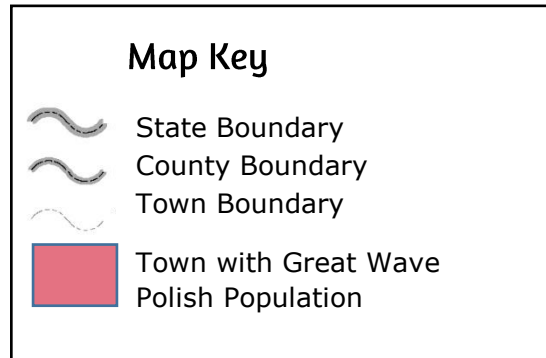 Map Key
State Boundary
County Boundary
Town Boundary
Town with Great Wave
Polish Population